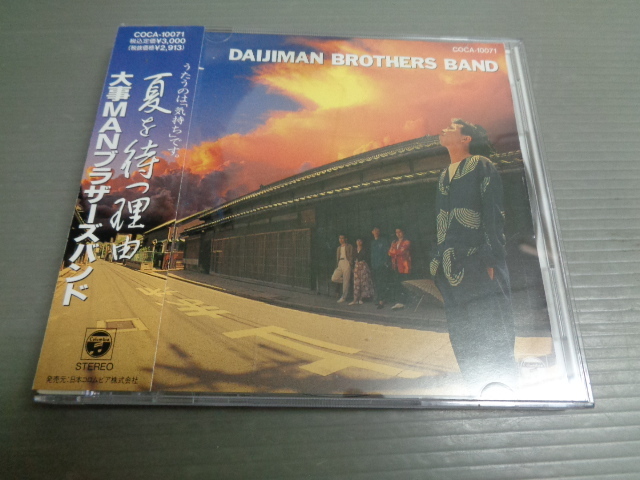 COCA-10071
税込定価¥3,000
(税抜価格¥2,913)
うたうのは「気持ち」です。
夏を待つ理由
大事MANブラザーズバンド
Columbia
STEREO
発売元:日本コロムビア株式会社
COCA-10071
DAIJIMAN BROTHERS BAND